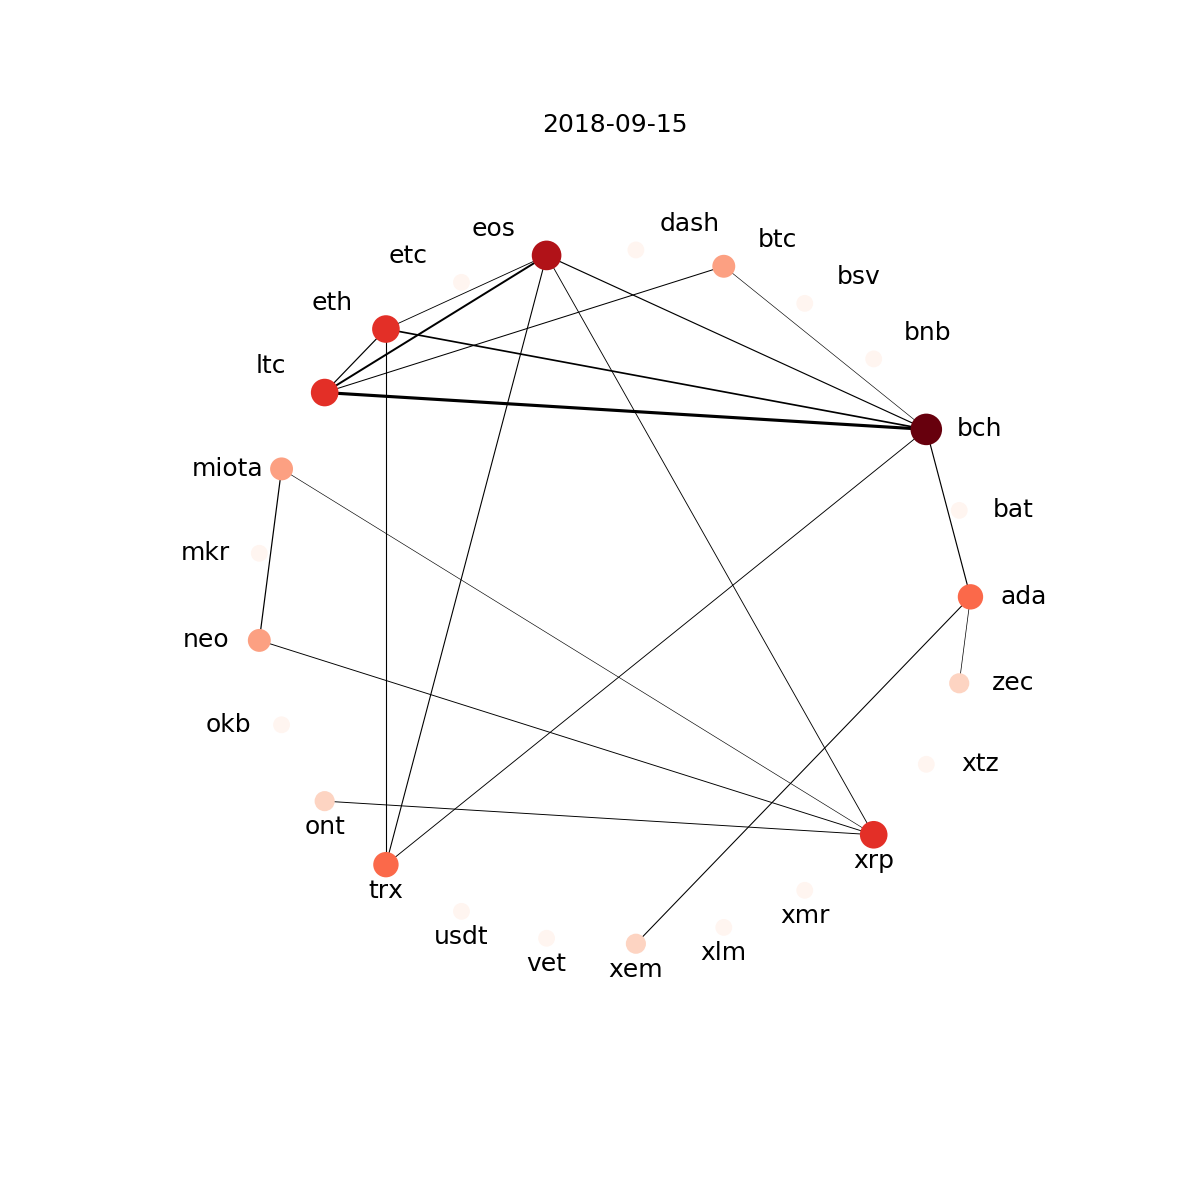 2018-09-15
dash
eos
btc
etc
bsv
eth
bnb
ltc
bch
miota
bat
mkr
ada
neo
zec
okb
xtz
ont
xrp
trx
xmr
usdt
xlm
vet
xem